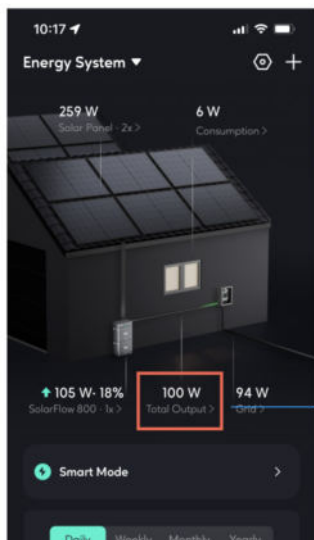 10:17
Energy System ▼
259 W
Solar Panel · 2x >
6 W
Consumption >
105 W· 18%
SolarFlow 800 · 1x >
100 W
Total Output >
94 W
Grid >
Smart Mode >
Daily Weekly Monthly Yearly